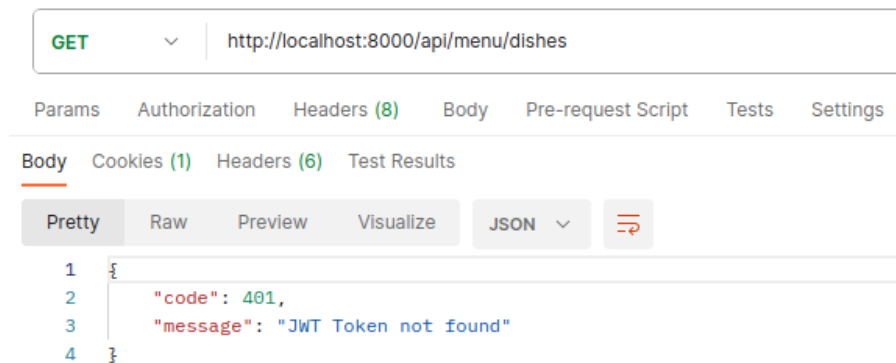 GET http://localhost:8000/api/menu/dishes
Params Authorization Headers (8) Body Pre-request Script Tests Settings
Body Cookies (1) Headers (6) Test Results
Pretty Raw Preview Visualize JSON
1 {
2 "code": 401,
3 "message": "JWT Token not found"
4 }